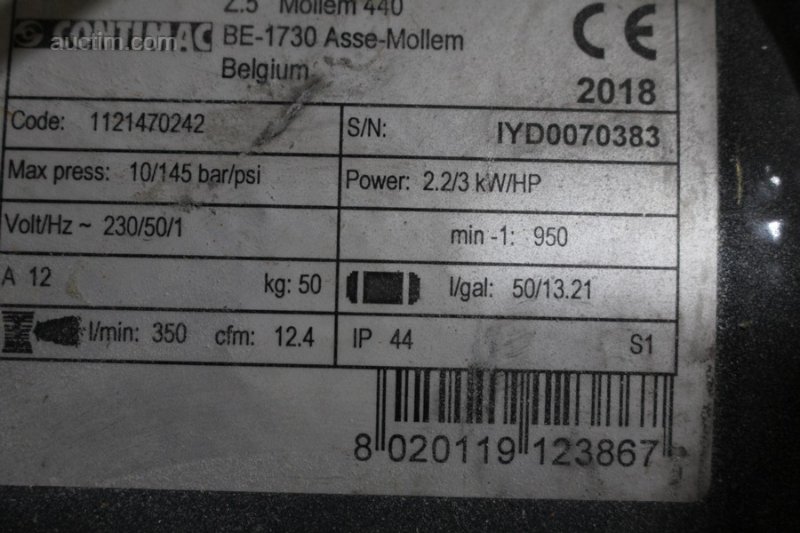 Z.5 Mollem 440
CONTIMAC BE-1730 Asse-Mollem
auctim.com
Belgium
CE
2018
Code: 1121470242
S/N: IYD0070383
Max press: 10/145 bar/psi
Power: 2.2/3 kW/HP
Volt/Hz ~ 230/50/1
min -1: 950
A 12 kg: 50
l/gal: 50/13.21
l/min: 350 cfm: 12.4
IP 44 S1
8 020119 123867